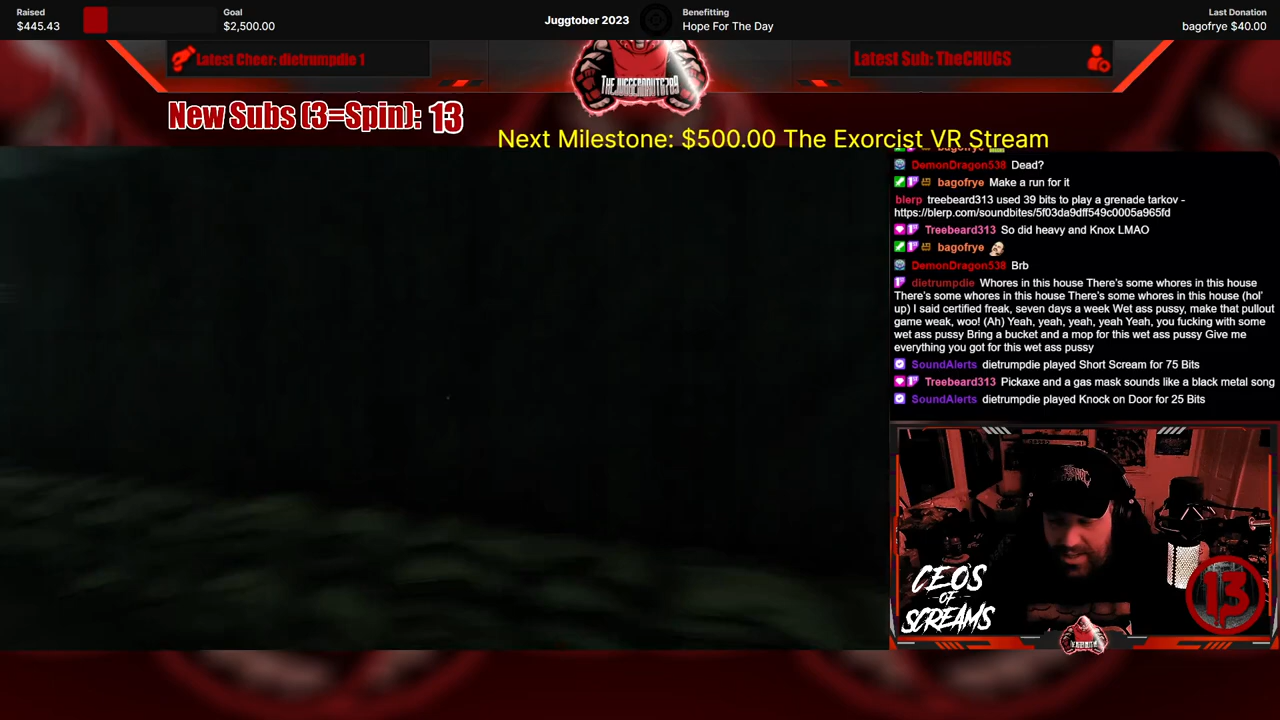 Raised
$445.43
Goal
$2,500.00
Juggtober 2023
Benefitting
Hope For The Day
Last Donation
bagofrye $40.00
Latest Cheer: dietrumpdie 1
THEJUGGERNAUT6789
Latest Sub: TheCHUGS
New Subs (3=Spin): 13
Next Milestone: $500.00 The Exorcist VR Stream
bagofrye
DemonDragon538 Dead?
bagofrye Make a run for it
blerp treebeard313 used 39 bits to play a grenade tarkov -
https://blerp.com/soundbites/5f03da9dff549c0005a965fd
Treebeard313 So did heavy and Knox LMAO
bagofrye
DemonDragon538 Brb
dietrumpdie Whores in this house There's some whores in this house
There's some whores in this house There's some whores in this house (hol'
up) I said certified freak, seven days a week Wet ass pussy, make that pullout
game weak, woo! (Ah) Yeah, yeah, yeah, yeah Yeah, you fucking with some
wet ass pussy Bring a bucket and a mop for this wet ass pussy Give me
everything you got for this wet ass pussy
SoundAlerts dietrumpdie played Short Scream for 75 Bits
Treebeard313 Pickaxe and a gas mask sounds like a black metal song
SoundAlerts dietrumpdie played Knock on Door for 25 Bits
CEOS
OF
SCREAMS
13